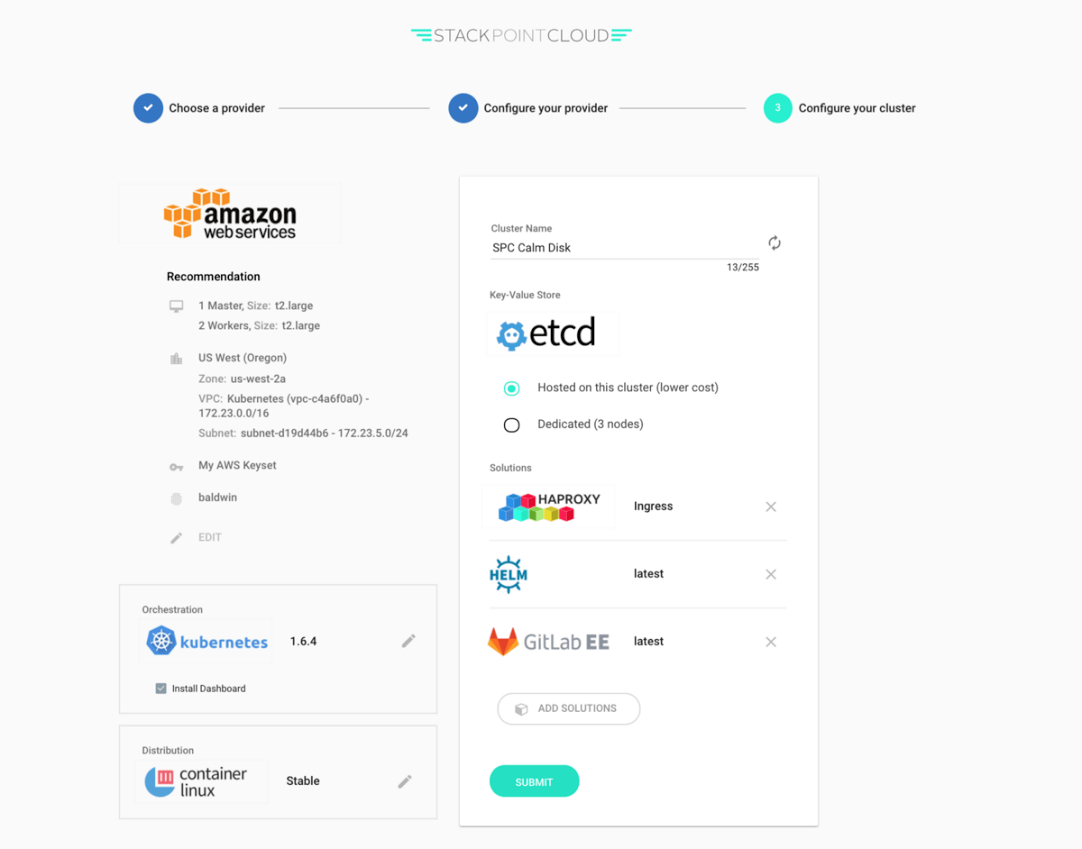 STACKPOINTCLOUD
Choose a provider
Configure your provider
3
Configure your cluster
amazon
web services
Recommendation
1 Master, Size: t2.large
2 Workers, Size: t2.large
US West (Oregon)
Zone: us-west-2a
VPC: Kubernetes (vpc-c4a6f0a0) -
172.23.0.0/16
Subnet: subnet-d19d44b6 - 172.23.5.0/24
My AWS Keyset
baldwin
EDIT
Orchestration
kubernetes 1.6.4
Install Dashboard
Distribution
container
linux
Stable
Cluster Name
SPC Calm Disk
13/255
Key-Value Store
etcd
Hosted on this cluster (lower cost)
Dedicated (3 nodes)
Solutions
HAPROXY Ingress
HELM latest
GitLab EE latest
ADD SOLUTIONS
SUBMIT